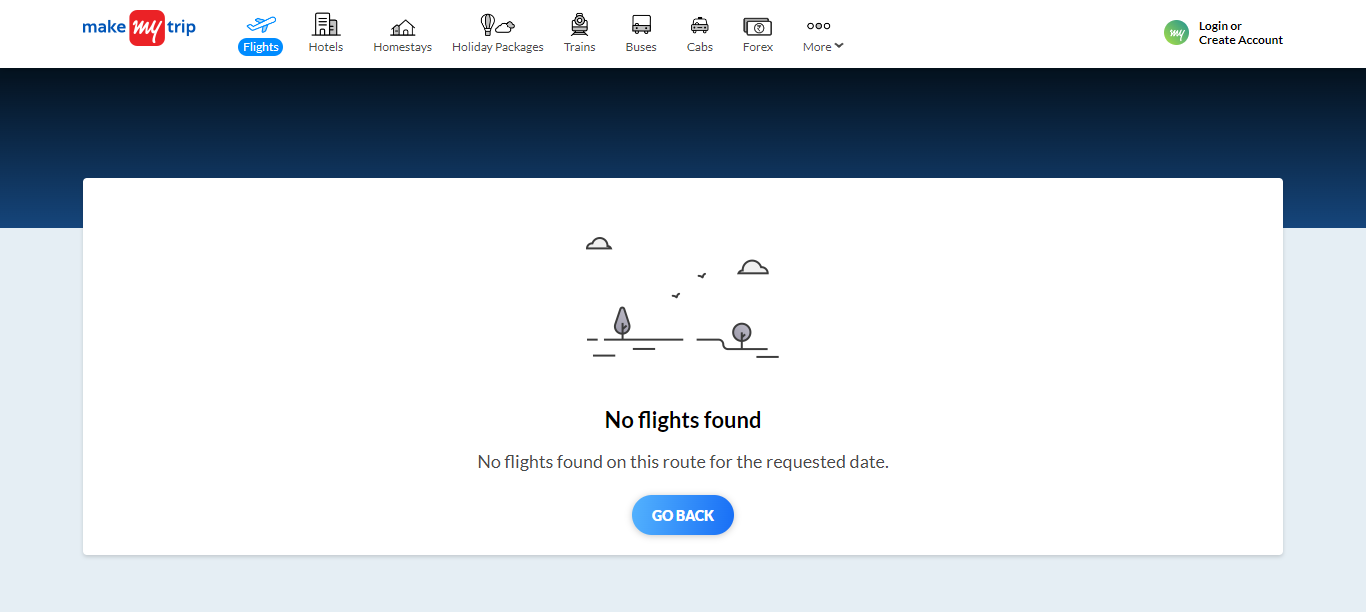 make my trip
Flights
Hotels
Homestays
Holiday Packages
Trains
Buses
Cabs
Forex
More
my
Login or
Create Account
No flights found
No flights found on this route for the requested date.
GO BACK